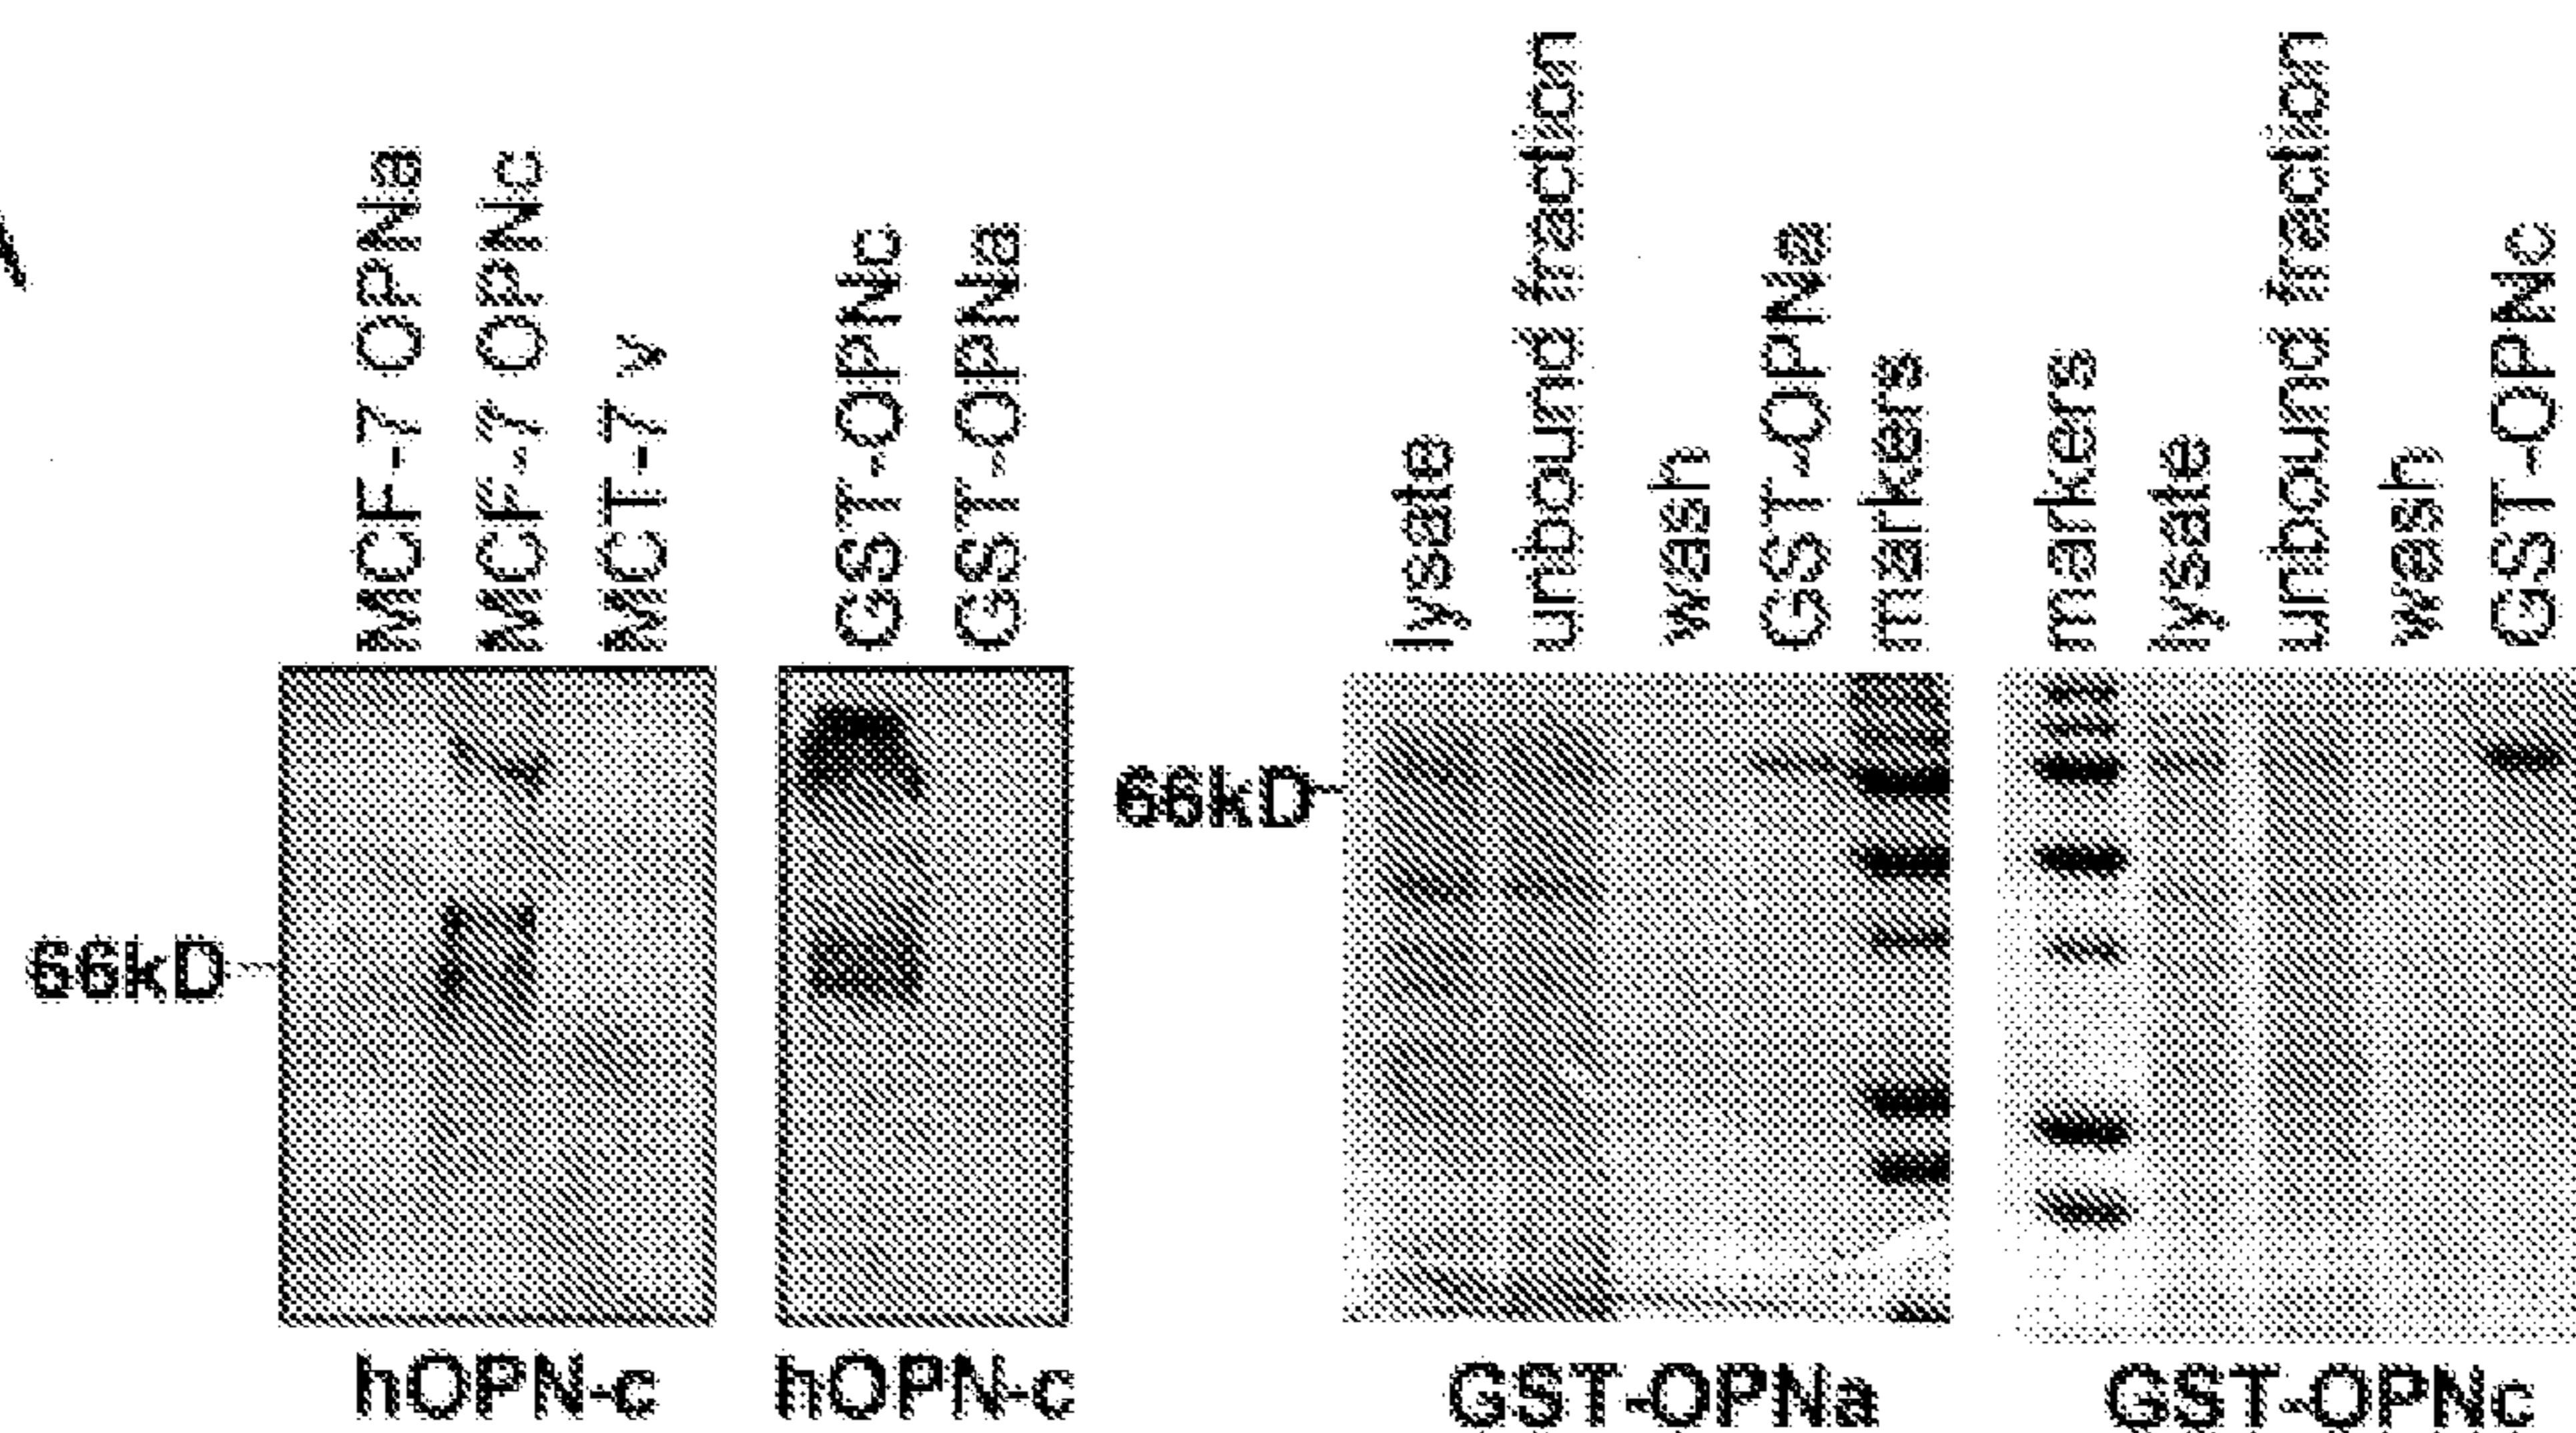 MCF-7 OPNa
MCF-7 OPNc
MCT-7 v
GST-OPNc
GST-OPNa
lysate
unbound fraction
wash
GST-OPNa
markers
markers
lysate
unbound fraction
wash
GST-OPNc
66kD
66kD
hOPN-c
hOPN-c
GST-OPNa
GST-OPNc